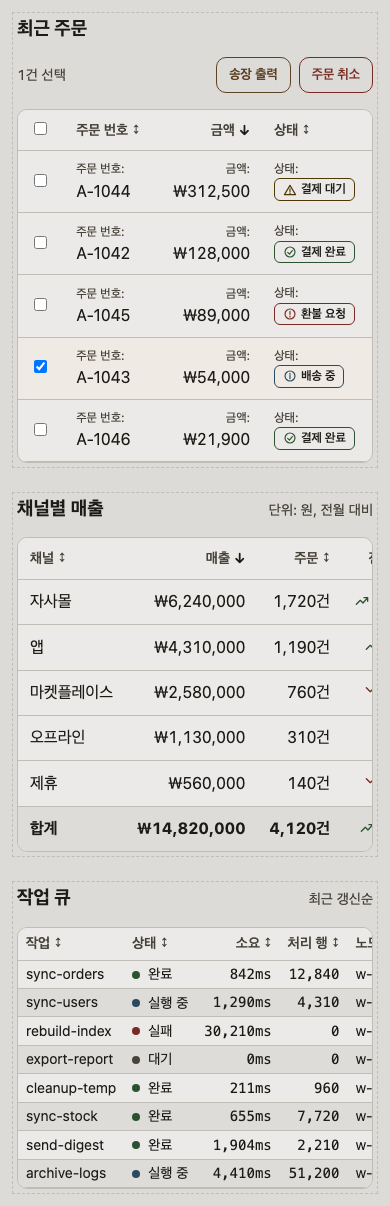 최근 주문
1건 선택 송장 출력 주문 취소
주문 번호 ↕ 금액 ↓ 상태 ↕
주문 번호: 금액: 상태:
A-1044 ₩312,500 결제 대기
주문 번호: 금액: 상태:
A-1042 ₩128,000 결제 완료
주문 번호: 금액: 상태:
A-1045 ₩89,000 환불 요청
주문 번호: 금액: 상태:
A-1043 ₩54,000 배송 중
주문 번호: 금액: 상태:
A-1046 ₩21,900 결제 완료
채널별 매출 단위: 원, 전월 대비
채널 ↕ 매출 ↓ 주문 ↕
자사몰 ₩6,240,000 1,720건
앱 ₩4,310,000 1,190건
마켓플레이스 ₩2,580,000 760건
오프라인 ₩1,130,000 310건
제휴 ₩560,000 140건
합계 ₩14,820,000 4,120건
작업 큐 최근 갱신순
작업 ↕ 상태 ↕ 소요 ↕ 처리 행 ↕
sync-orders 완료 842ms 12,840 w-
sync-users 실행 중 1,290ms 4,310 w-
rebuild-index 실패 30,210ms 0 w-
export-report 대기 0ms 0 w-
cleanup-temp 완료 211ms 960 w-
sync-stock 완료 655ms 7,720 w-
send-digest 완료 1,904ms 2,210 w-
archive-logs 실행 중 4,410ms 51,200 w-